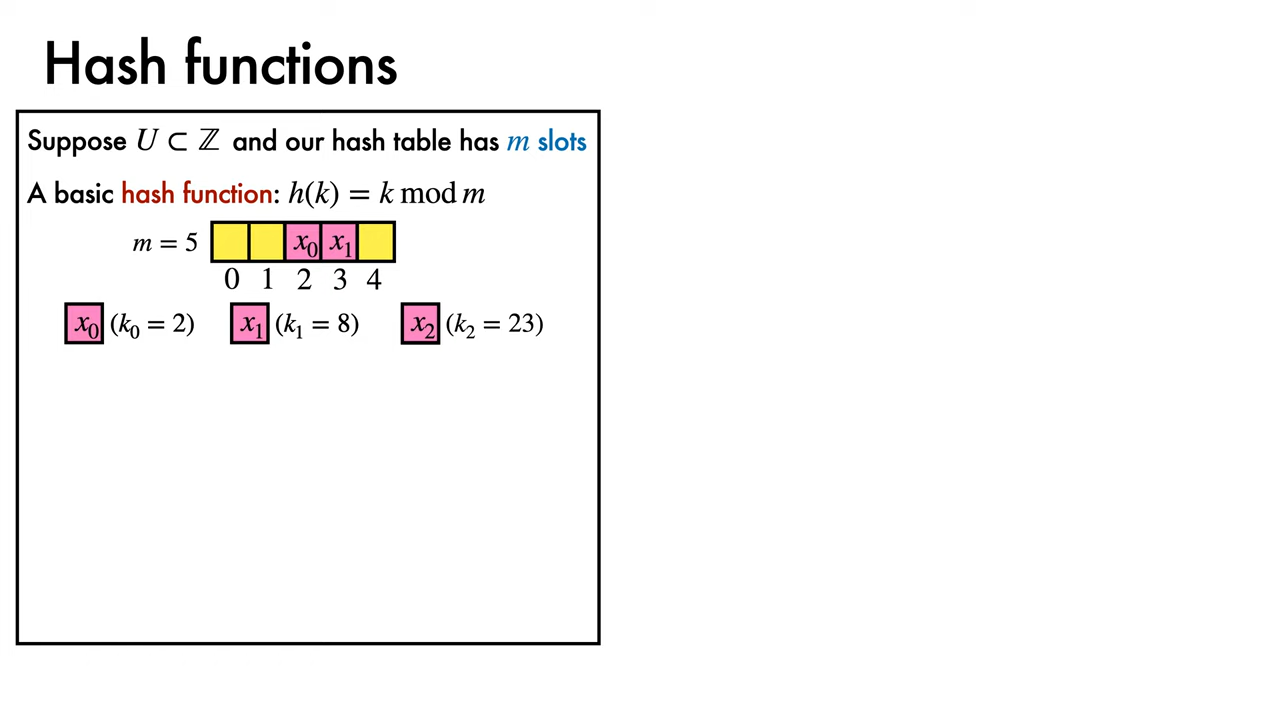 Hash functions
Suppose U ⊂ ℤ and our hash table has m slots
A basic hash function: h(k) = k mod m
m = 5 x₀ x₁
0 1 2 3 4
x₀ (k₀ = 2) x₁ (k₁ = 8) x₂ (k₂ = 23)